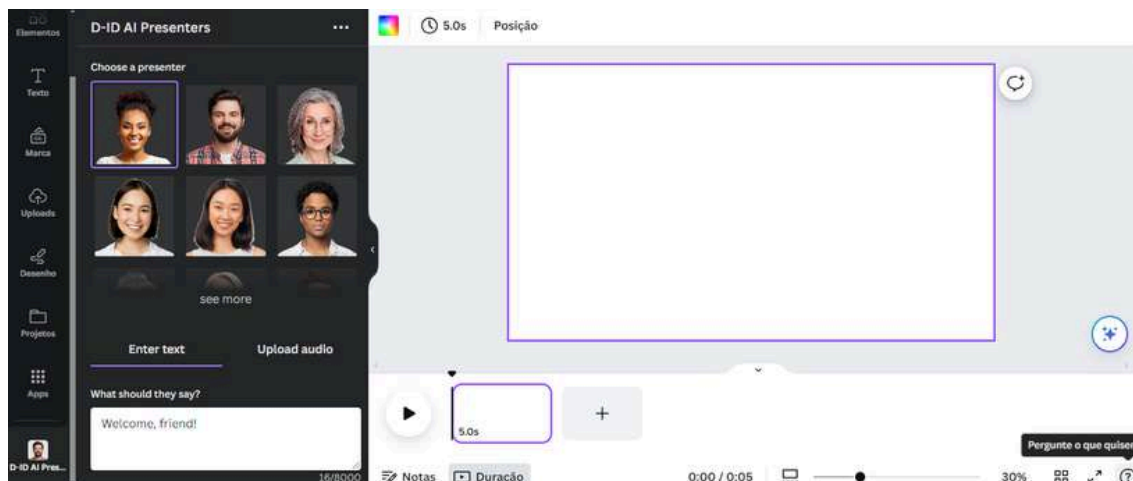 Elementos
Texto
Marca
Uploads
Desenho
Projetos
Apps
D-ID AI Pres...
D-ID AI Presenters
Choose a presenter
see more
Enter text
Upload audio
What should they say?
Welcome, friend!
16/8000
5.0s
Posição
5.0s
Notas
Duração
0:00 / 0:05
30%
Pergunte o que quiser